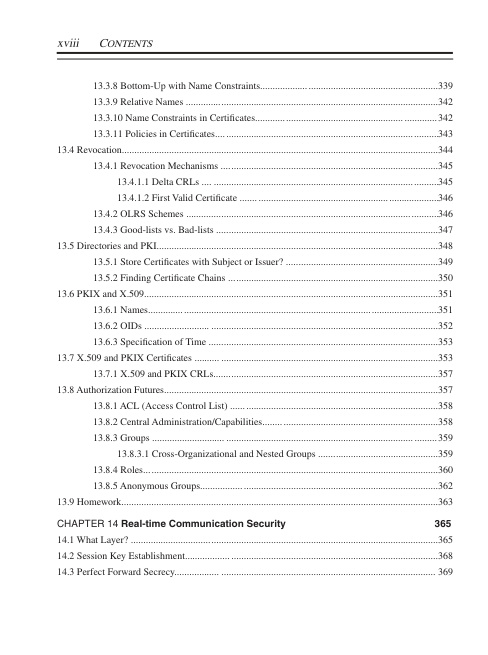 xviii CONTENTS
13.3.8 Bottom-Up with Name Constraints....................................................................339
13.3.9 Relative Names ....................................................................342
13.3.10 Name Constraints in Certificates....................................................................342
13.3.11 Policies in Certificates....................................................................343
13.4 Revocation....................................................................344
13.4.1 Revocation Mechanisms ....................................................................345
13.4.1.1 Delta CRLs ....................................................................345
13.4.1.2 First Valid Certificate ....................................................................346
13.4.2 OLRS Schemes ....................................................................346
13.4.3 Good-lists vs. Bad-lists ....................................................................347
13.5 Directories and PKI....................................................................348
13.5.1 Store Certificates with Subject or Issuer? ....................................................................349
13.5.2 Finding Certificate Chains ....................................................................350
13.6 PKIX and X.509....................................................................351
13.6.1 Names....................................................................351
13.6.2 OIDs ....................................................................352
13.6.3 Specification of Time ....................................................................353
13.7 X.509 and PKIX Certificates ....................................................................353
13.7.1 X.509 and PKIX CRLs....................................................................357
13.8 Authorization Futures....................................................................357
13.8.1 ACL (Access Control List) ....................................................................358
13.8.2 Central Administration/Capabilities....................................................................358
13.8.3 Groups ....................................................................359
13.8.3.1 Cross-Organizational and Nested Groups ....................................................................359
13.8.4 Roles....................................................................360
13.8.5 Anonymous Groups....................................................................362
13.9 Homework....................................................................363
CHAPTER 14 Real-time Communication Security 365
14.1 What Layer? ....................................................................365
14.2 Session Key Establishment....................................................................368
14.3 Perfect Forward Secrecy....................................................................369